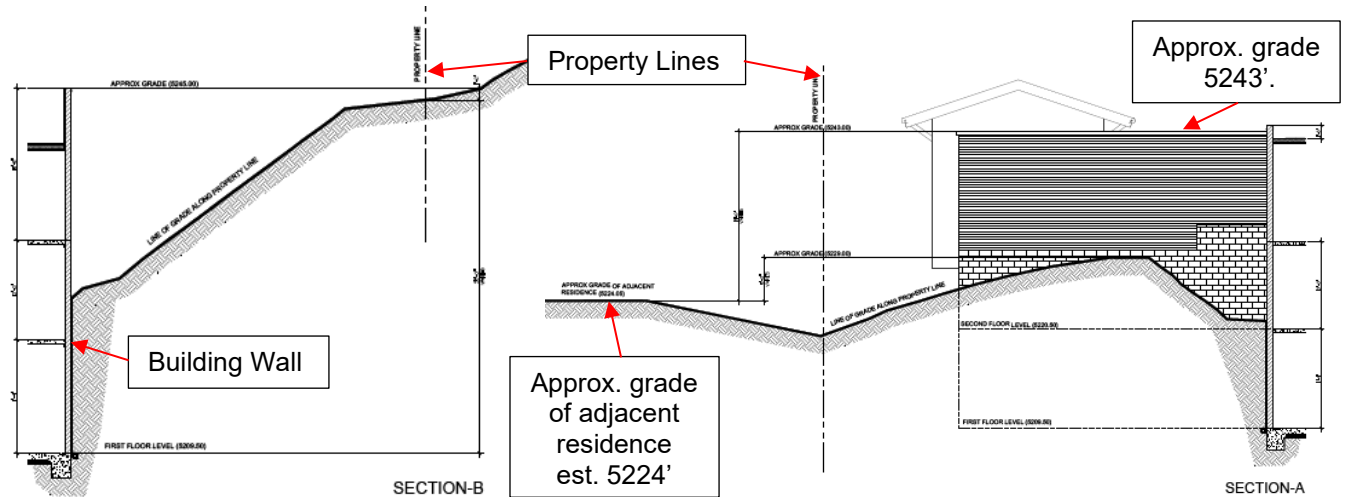 PROPERTY LINE
APPROX GRADE (5245.00)
LINE OF GRADE ALONG PROPERTY LINE
Building Wall
FIRST FLOOR LEVEL (5209.50)
SECTION-B
Property Lines
PROPERTY LINE
Approx. grade
5243'.
APPROX GRADE (5243.00)
APPROX GRADE (5229.00)
APPROX GRADE OF ADJACENT
RESIDENCE (5224.00)
LINE OF GRADE ALONG PROPERTY LINE
SECOND FLOOR LEVEL (5220.50)
Approx. grade
of adjacent
residence
est. 5224'
FIRST FLOOR LEVEL (5209.50)
SECTION-A